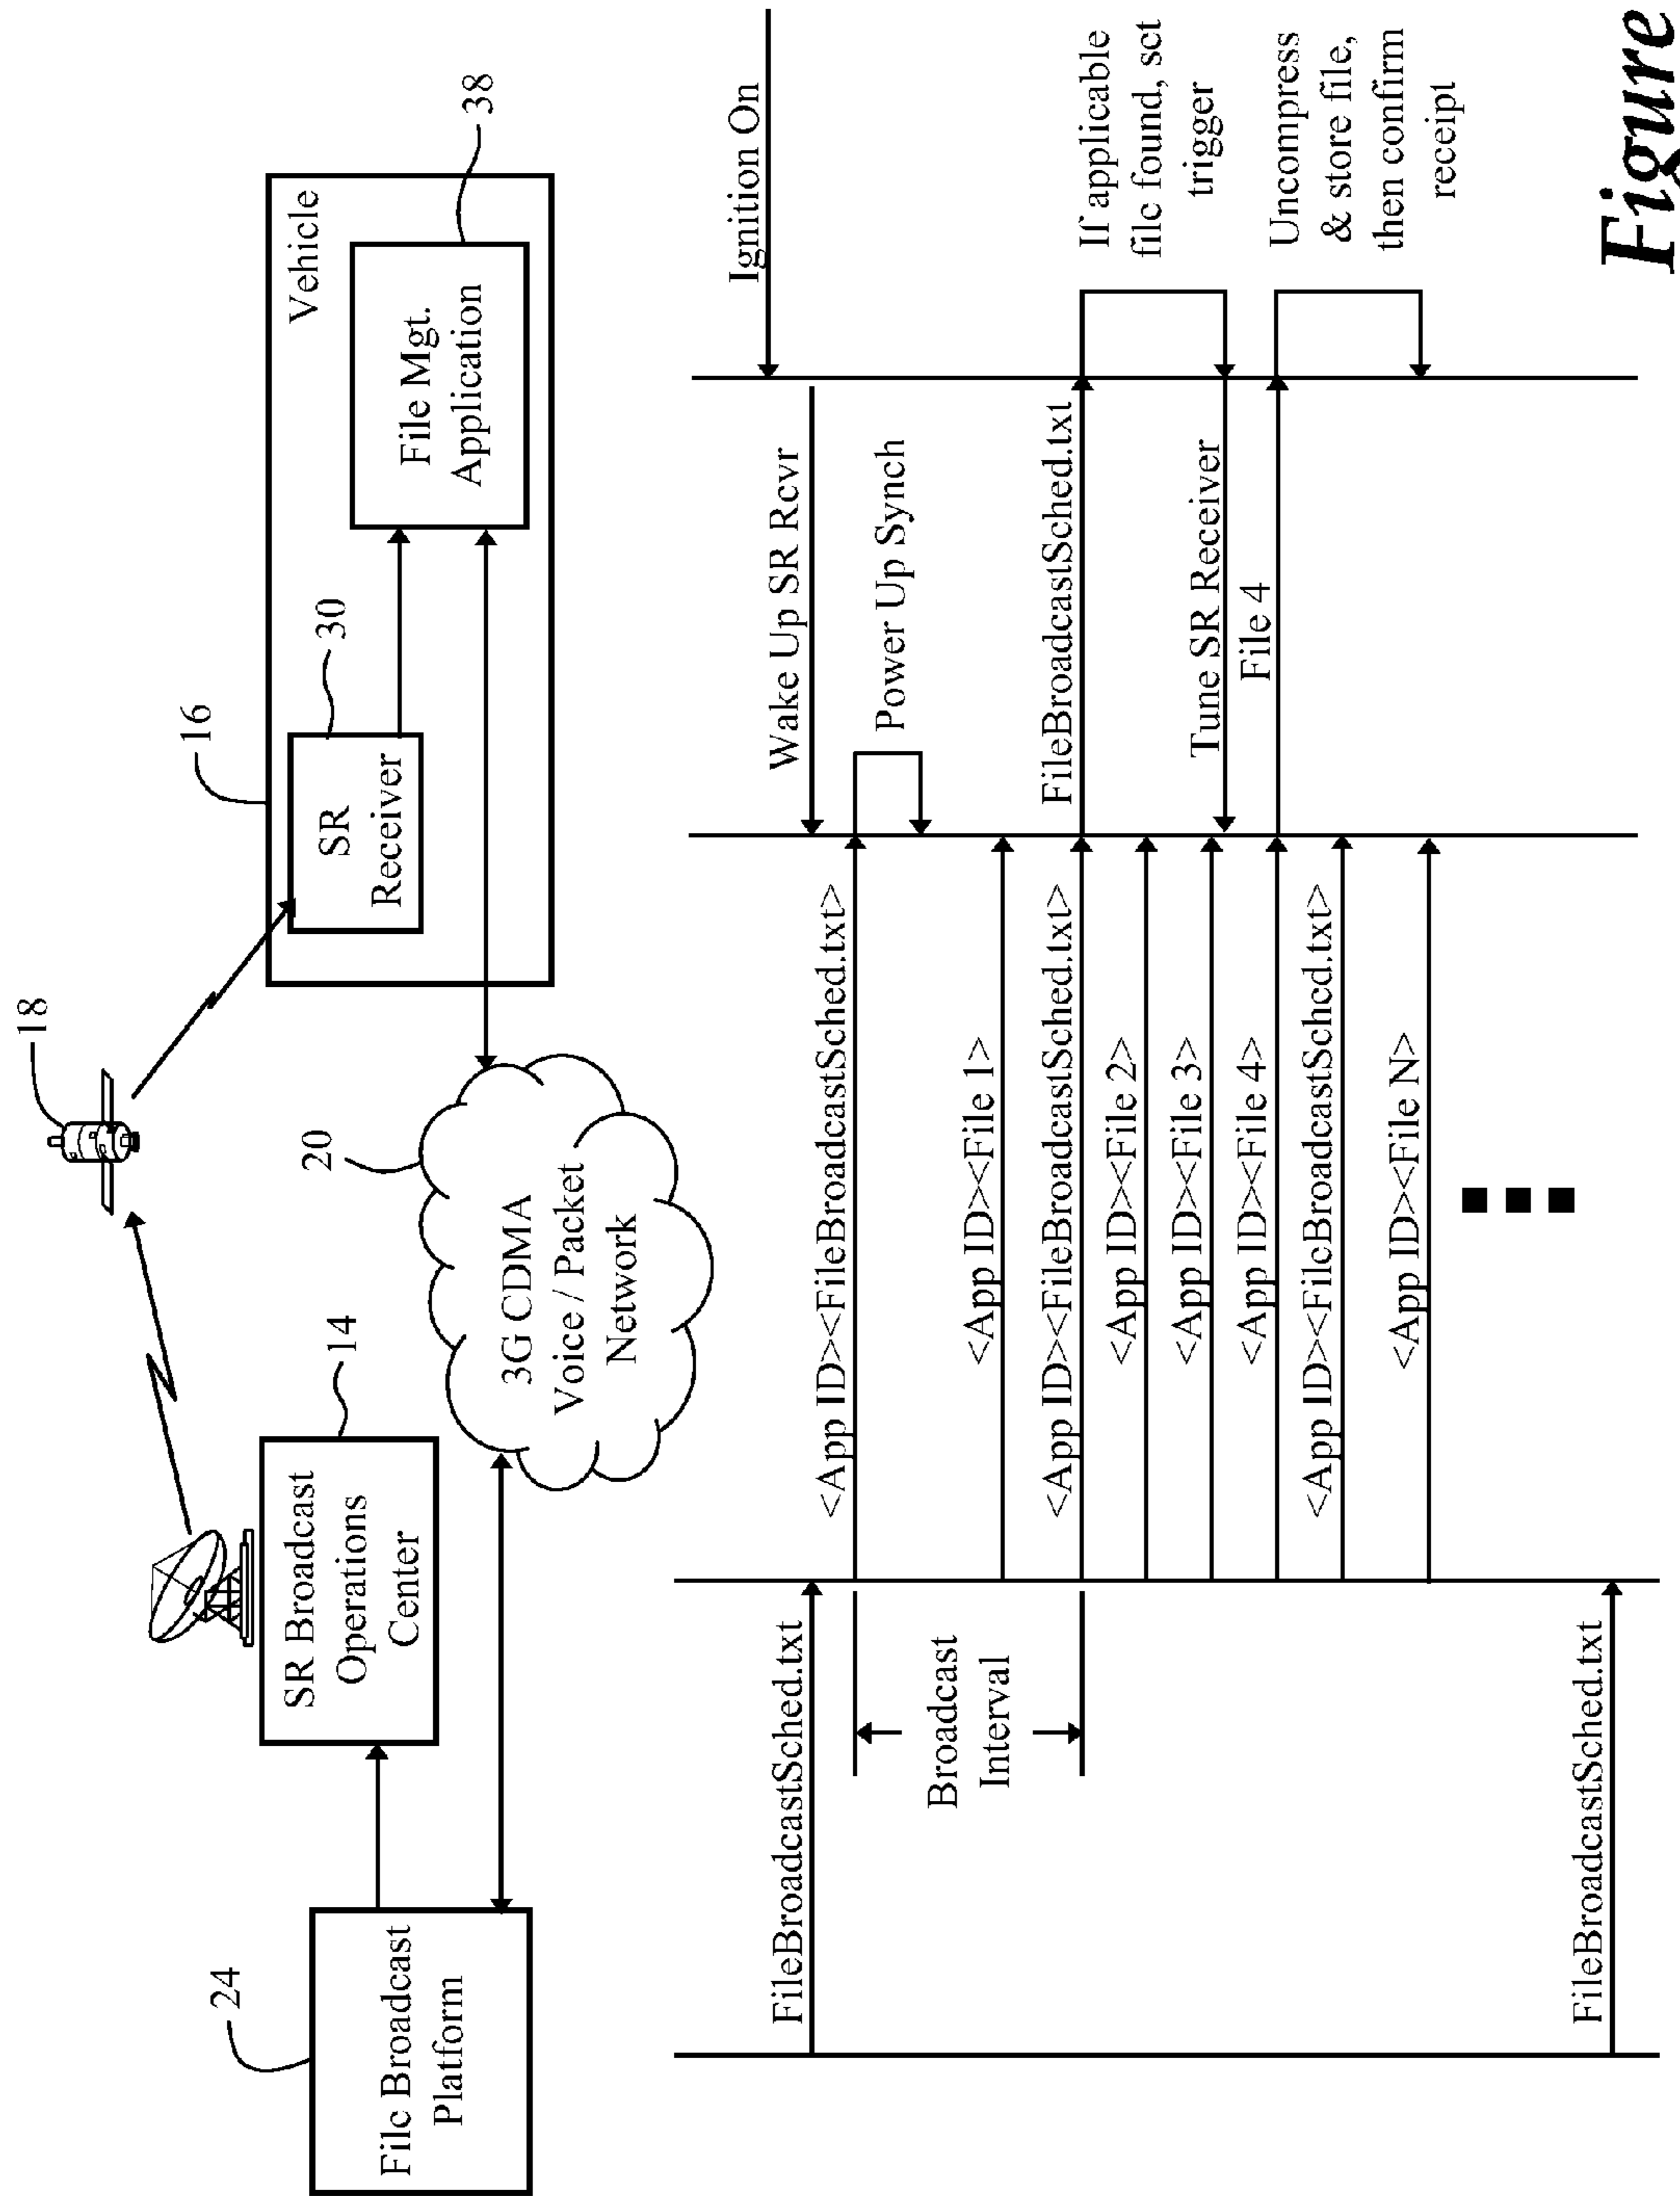 18
24
File Broadcast
Platform
14
SR Broadcast
Operations
Center
20
3G CDMA
Voice / Packet
Network
16
Vehicle
30
SR
Receiver
38
File Mgt.
Application
Ignition On
FileBroadcastSched.txt
Wake Up SR Rcvr
<App ID><FileBroadcastSched.txt>
Power Up Synch
Broadcast
Interval
<App ID><File 1>
<App ID><FileBroadcastSched.txt>
FileBroadcastSched.txt
If applicable
file found, set
trigger
<App ID><File 2>
<App ID><File 3>
Tune SR Receiver
<App ID><File 4>
File 4
Uncompress
& store file,
then confirm
receipt
<App ID><FileBroadcastSched.txt>
<App ID><File N>
FileBroadcastSched.txt
Figure